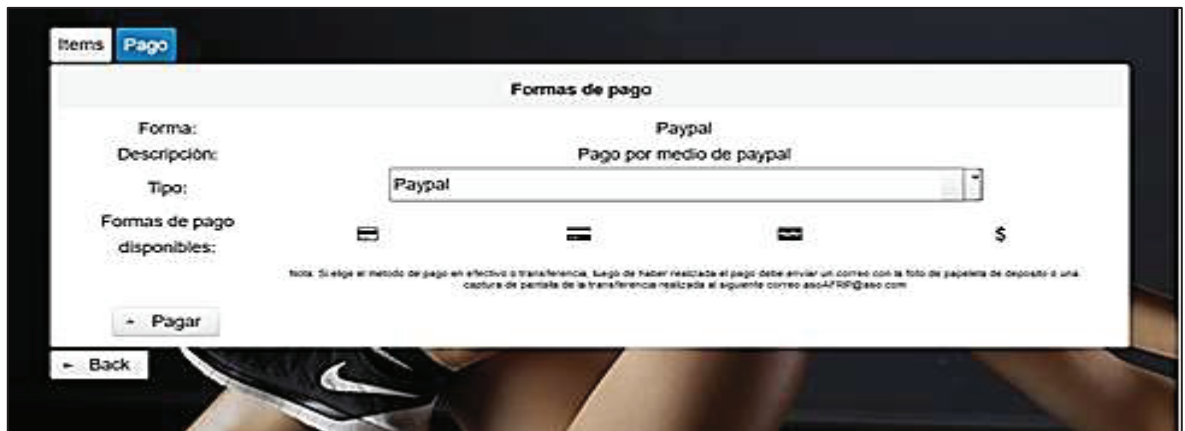 Items Pago
Formas de pago
Forma: Paypal
Descripción: Pago por medio de paypal
Tipo: Paypal
Formas de pago
disponibles:
$
Nota: Si elige el metodo de pago en efectivo o transferencia, luego de haber realizada el pago debe enviar un correo con la foto de papeleta de deposito o una
captura de pantalla de la transferencia realizada al siguiente correo asoAFRIP@aso.com
Pagar
Back